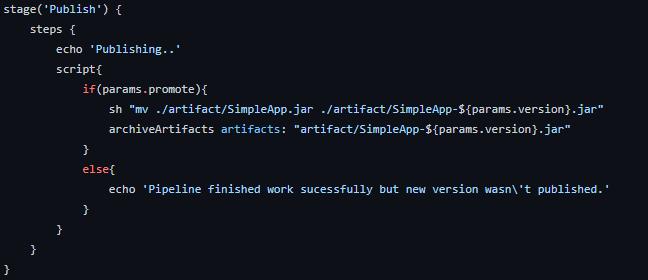 stage('Publish') {
    steps {
        echo 'Publishing..'
        script{
            if(params.promote){
                sh "mv ./artifact/SimpleApp.jar ./artifact/SimpleApp-${params.version}.jar"
                archiveArtifacts artifacts: "artifact/SimpleApp-${params.version}.jar"
            }
            else{
                echo 'Pipeline finished work sucessfully but new version wasn\'t published.'
            }
        }
    }
}